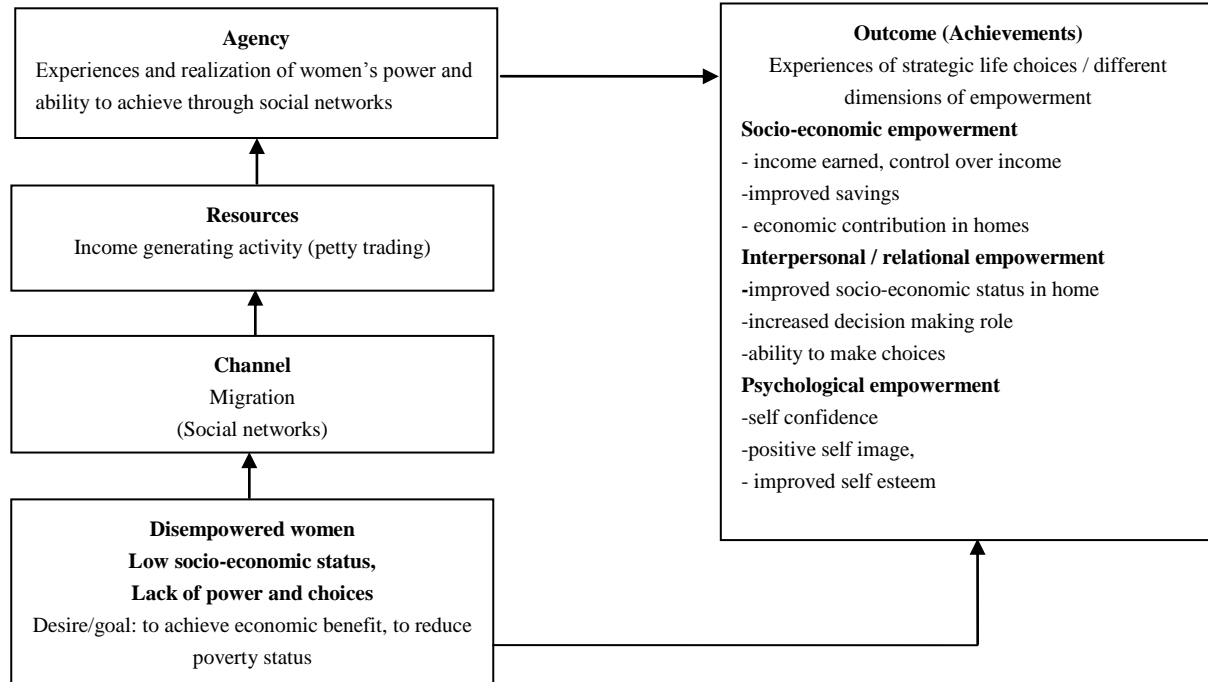 Agency
Experiences and realization of women's power and
ability to achieve through social networks
Resources
Income generating activity (petty trading)
Channel
Migration
(Social networks)
Disempowered women
Low socio-economic status,
Lack of power and choices
Desire/goal: to achieve economic benefit, to reduce
poverty status
Outcome (Achievements)
Experiences of strategic life choices / different
dimensions of empowerment
Socio-economic empowerment
- income earned, control over income
-improved savings
- economic contribution in homes
Interpersonal / relational empowerment
-improved socio-economic status in home
-increased decision making role
-ability to make choices
Psychological empowerment
-self confidence
-positive self image,
- improved self esteem